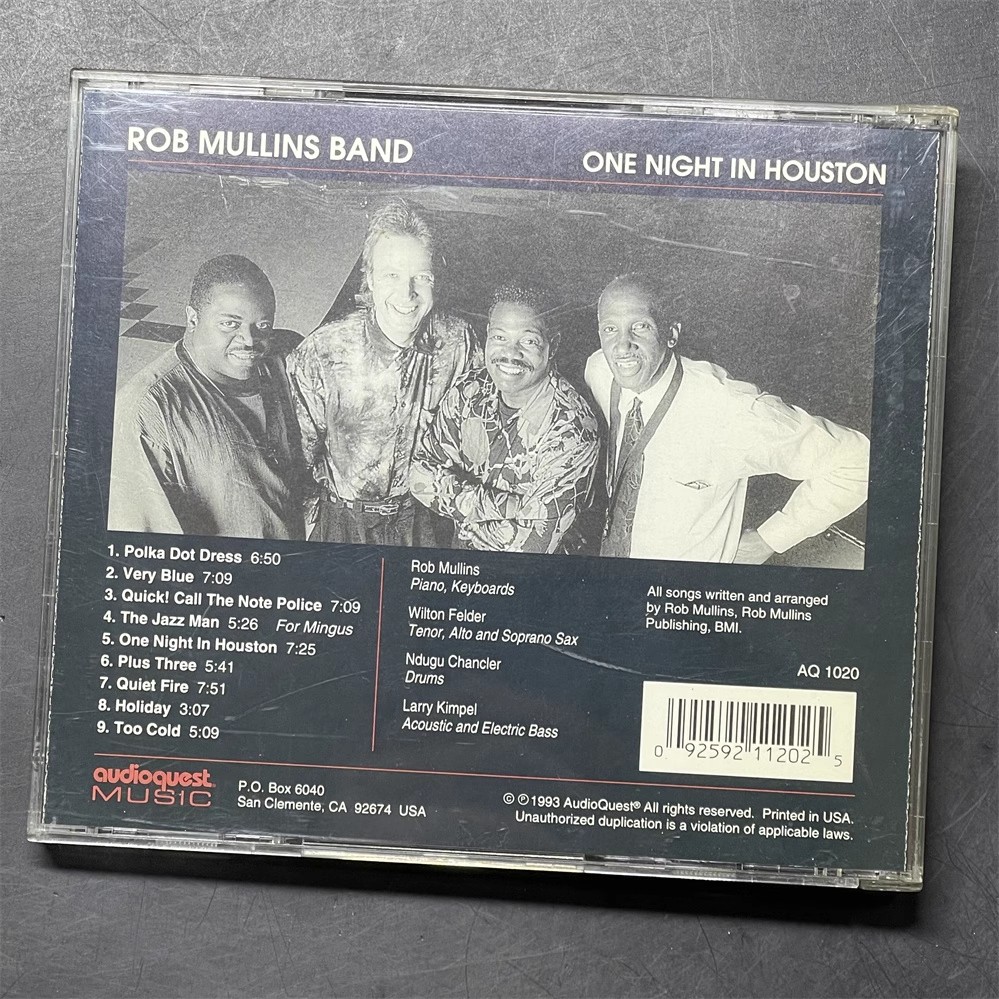 ROB MULLINS BAND
ONE NIGHT IN HOUSTON
1. Polka Dot Dress 6:50
2. Very Blue 7:09
3. Quick! Call The Note Police 7:09
4. The Jazz Man 5:26 For Mingus
5. One Night In Houston 7:25
6. Plus Three 5:41
7. Quiet Fire 7:51
8. Holiday 3:07
9. Too Cold 5:09
Rob Mullins
Piano, Keyboards
Wilton Felder
Tenor, Alto and Soprano Sax
Ndugu Chancler
Drums
Larry Kimpel
Acoustic and Electric Bass
All songs written and arranged
by Rob Mullins, Rob Mullins
Publishing, BMI.
AQ 1020
0 92592 11202 5
audioquest
MUSIC
P.O. Box 6040
San Clemente, CA 92674 USA
© ℗ 1993 AudioQuest® All rights reserved. Printed in USA.
Unauthorized duplication is a violation of applicable laws.